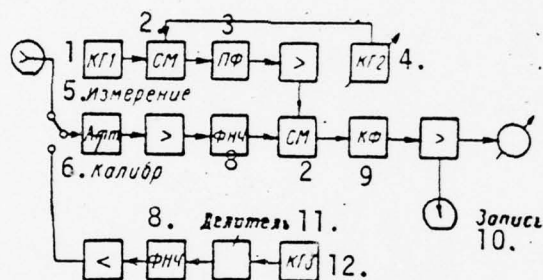 2. 3
1 КГ1 СМ ПФ > КГ2 4.
5. Измерение
Атт > ФНЧ СМ КФ >
8 2 9
6. Калибр
8. Делитель 11. Запись
10.
< ФНЧ КГ3 12.